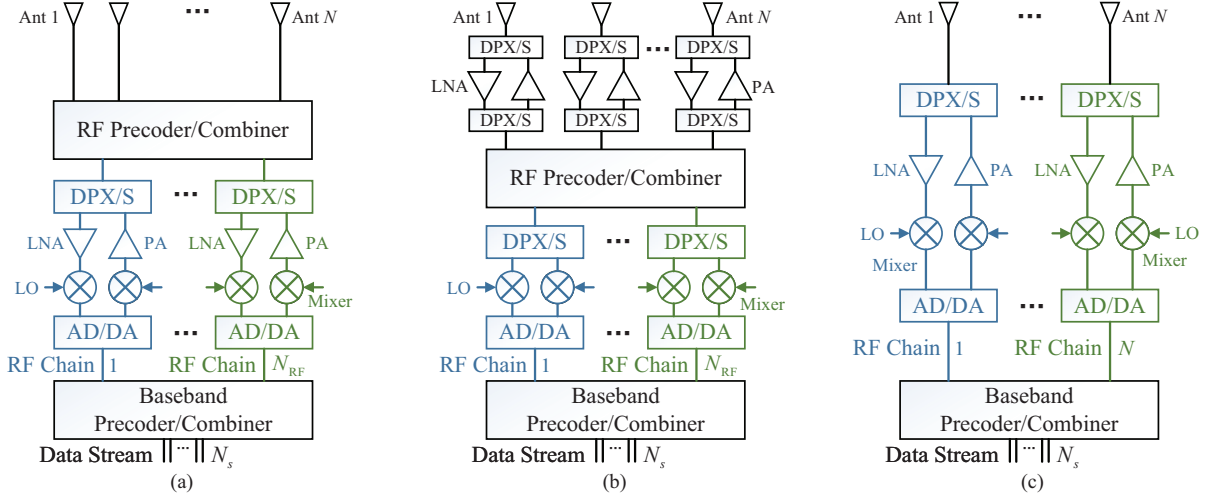 Ant 1
...
Ant N
RF Precoder/Combiner
DPX/S
...
DPX/S
LNA
PA
LNA
PA
LO
Mixer
AD/DA
...
AD/DA
RF Chain 1
RF Chain N_RF
Baseband
Precoder/Combiner
Data Stream ... N_s
(a)
Ant 1
Ant N
DPX/S
DPX/S
...
DPX/S
LNA
PA
DPX/S
DPX/S
DPX/S
RF Precoder/Combiner
DPX/S
...
DPX/S
LO
Mixer
AD/DA
...
AD/DA
RF Chain 1
RF Chain N_RF
Baseband
Precoder/Combiner
Data Stream ... N_s
(b)
Ant 1
...
Ant N
DPX/S
...
DPX/S
LNA
PA
LNA
PA
LO
LO
Mixer
Mixer
AD/DA
...
AD/DA
RF Chain 1
RF Chain N
Baseband
Precoder/Combiner
Data Stream ... N_s
(c)